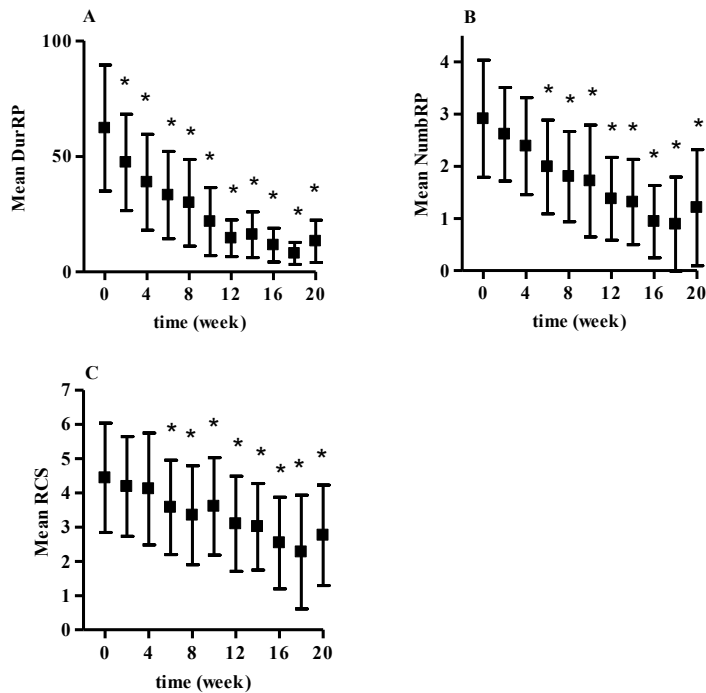 A
100
50
0
Mean DurRP
* * * * * * * * * *
0 4 8 12 16 20
time (week)
B
4
3
2
1
0
Mean NumbRP
* * * * * * * *
0 4 8 12 16 20
time (week)
C
7
6
5
4
3
2
1
0
Mean RCS
* * * * * * * *
0 4 8 12 16 20
time (week)